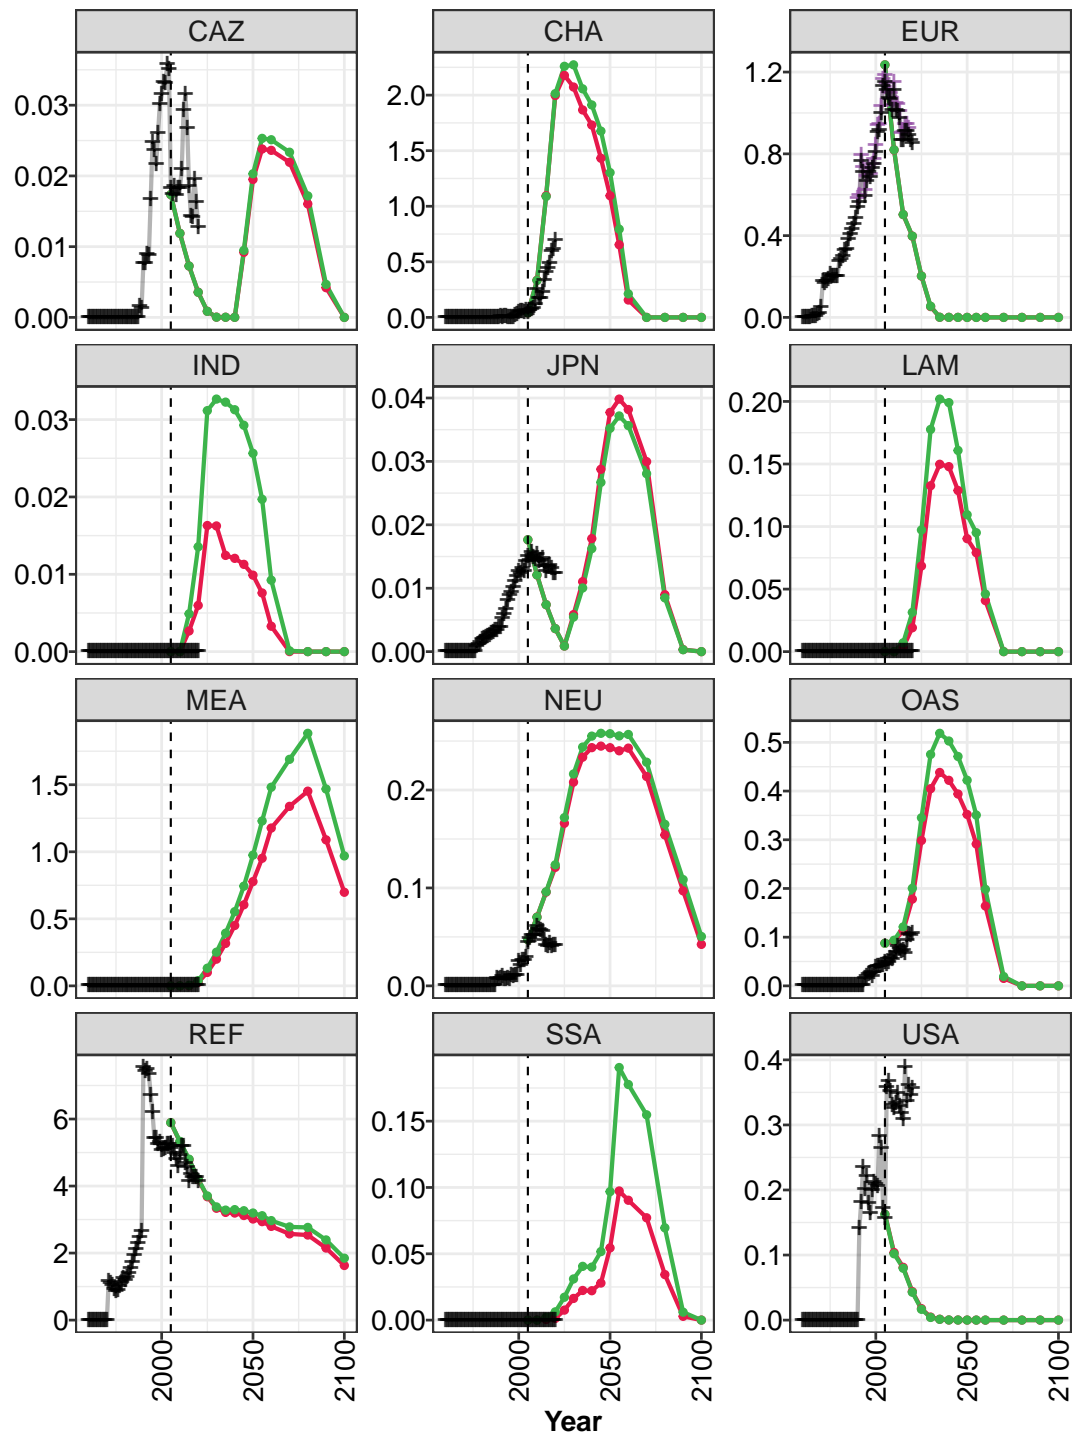 CAZ CHA EUR
0.03 2.0 1.2
0.02 1.5 0.8
0.01 1.0 0.4
0.00 0.5 0.0
0.0
IND JPN LAM
0.03 0.04 0.20
0.02 0.03 0.15
0.01 0.02 0.10
0.00 0.01 0.05
0.00 0.00
MEA NEU OAS
1.5 0.2 0.5
1.0 0.1 0.4
0.5 0.0 0.3
0.0 0.2
0.1
0.0
REF SSA USA
6 0.15 0.4
4 0.10 0.3
2 0.05 0.2
0 0.00 0.1
0.0
2000 2050 2100 2000 2050 2100 2000 2050 2100
Year